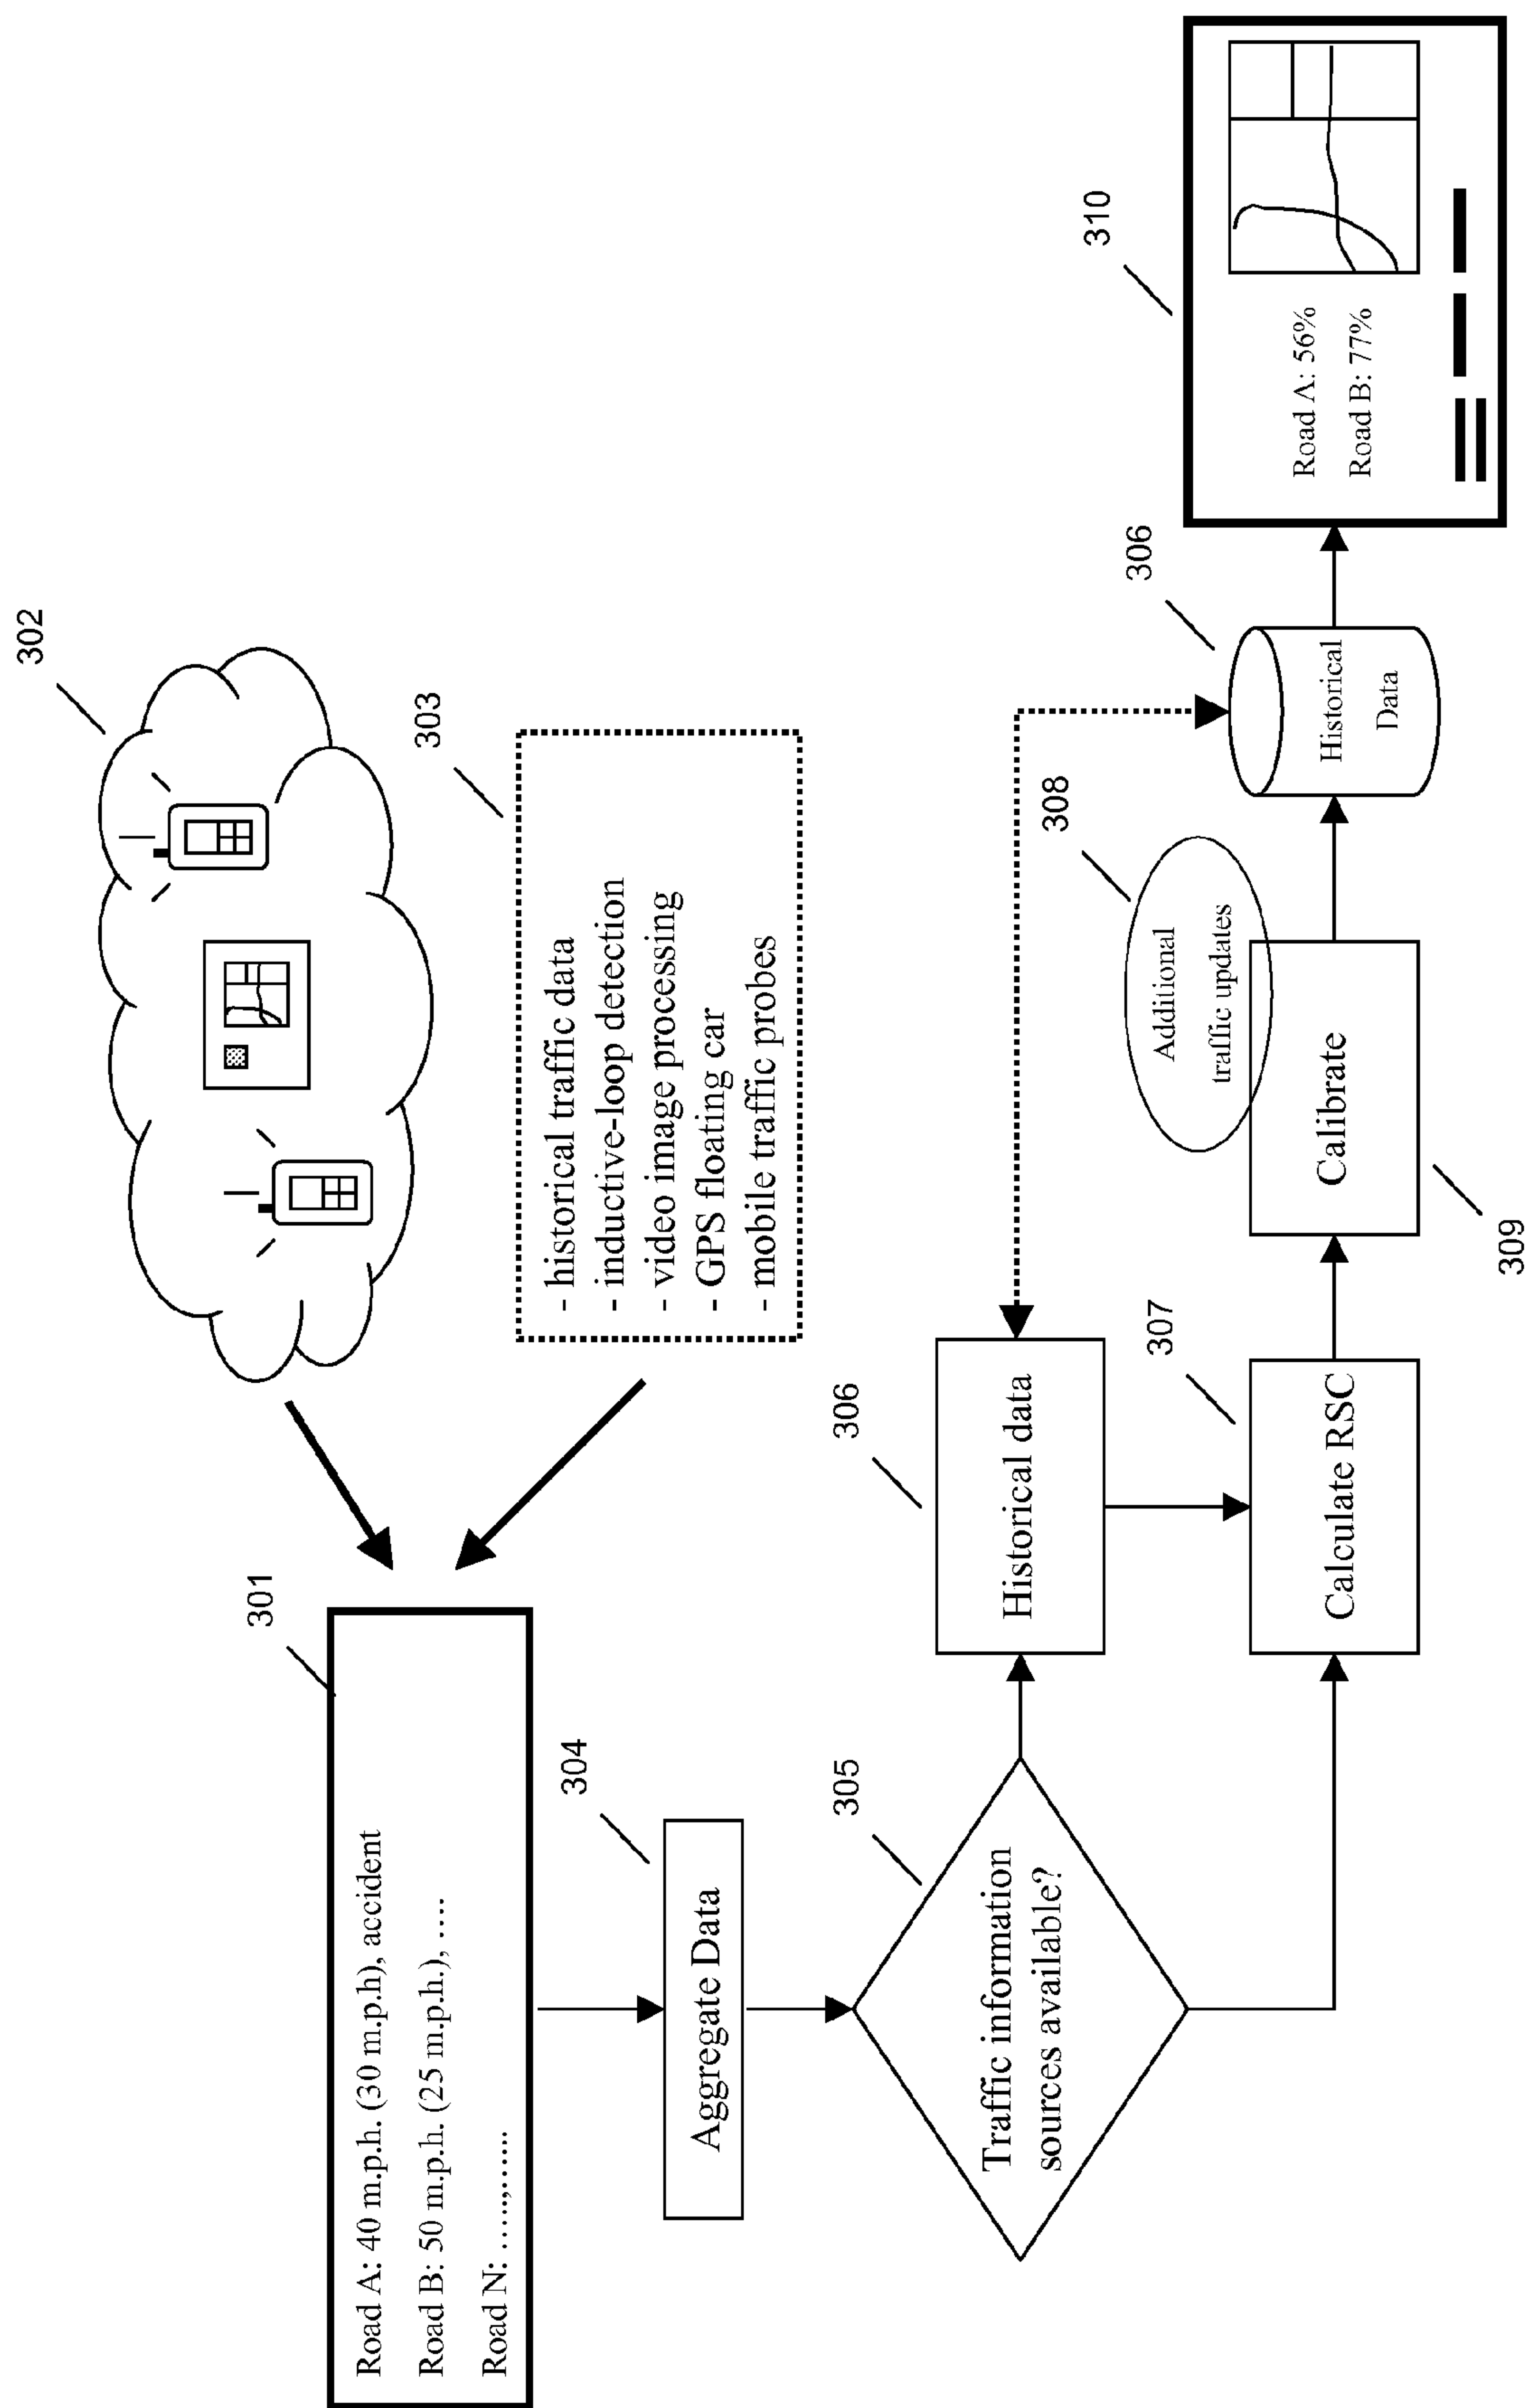 302
303
- historical traffic data
- inductive-loop detection
- video image processing
- GPS floating car
- mobile traffic probes
301
Road A: 40 m.p.h. (30 m.p.h), accident
Road B: 50 m.p.h. (25 m.p.h.), ….
Road N: ……,……
304
Aggregate Data
305
Traffic information
sources available?
306
Historical data
307
Calculate RSC
308
Additional
traffic updates
Calibrate
309
306
Historical
Data
310
Road A: 56%
Road B: 77%